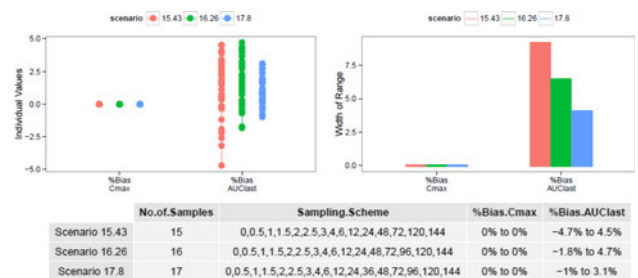 scenario 15.43 16.26 17.8
scenario 15.43 16.26 17.8
Individual Values
5.0
2.5
0.0
−2.5
−5.0
%Bias Cmax
%Bias AUClast
Width of Range
7.5
5.0
2.5
0.0
%Bias Cmax
%Bias AUClast
No.of.Samples Sampling.Scheme %Bias.Cmax %Bias.AUClast
Scenario 15.43 15 0,0.5,1,1.5,2,2.5,3,4,6,12,24,48,72,120,144 0% to 0% −4.7% to 4.5%
Scenario 16.26 16 0,0.5,1,1.5,2,2.5,3,4,6,12,24,48,72,96,120,144 0% to 0% −1.8% to 4.7%
Scenario 17.8 17 0,0.5,1,1.5,2,2.5,3,4,6,12,24,36,48,72,96,120,144 0% to 0% −1% to 3.1%